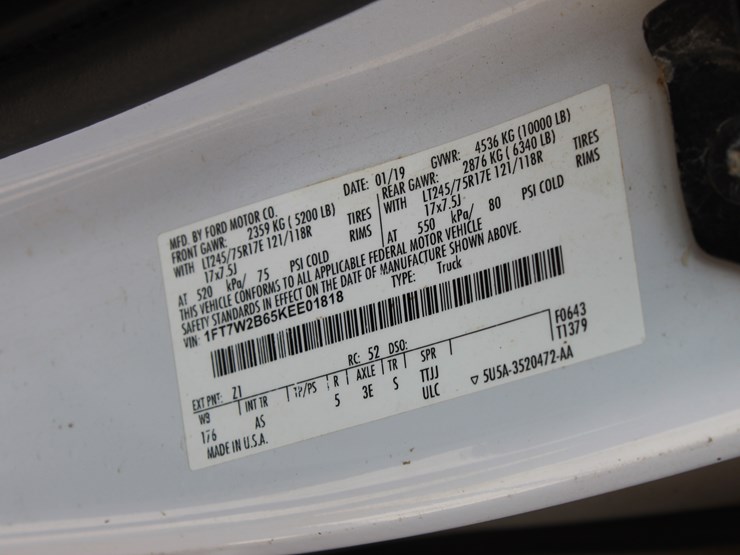 MFD. BY FORD MOTOR CO. DATE: 01/19 GVWR: 4536 KG (10000 LB)
FRONT GAWR: 2359 KG ( 5200 LB) REAR GAWR: 2876 KG ( 6340 LB)
WITH LT245/75R17E 121/118R TIRES WITH LT245/75R17E 121/118R TIRES
17x7.5J RIMS 17x7.5J RIMS
AT 520 kPa/ 75 PSI COLD AT 550 kPa/ 80 PSI COLD
THIS VEHICLE CONFORMS TO ALL APPLICABLE FEDERAL MOTOR VEHICLE
SAFETY STANDARDS IN EFFECT ON THE DATE OF MANUFACTURE SHOWN ABOVE.
VIN: 1FT7W2B65KEE01818 TYPE: Truck
F0643
T1379
EXT PNT: Z1 RC: 52 DSO:
W9 INT TR TP/PS R AXLE TR SPR
176 AS 5 3E S TTJJ
ULC 5U5A-3520472-AA
MADE IN U.S.A.